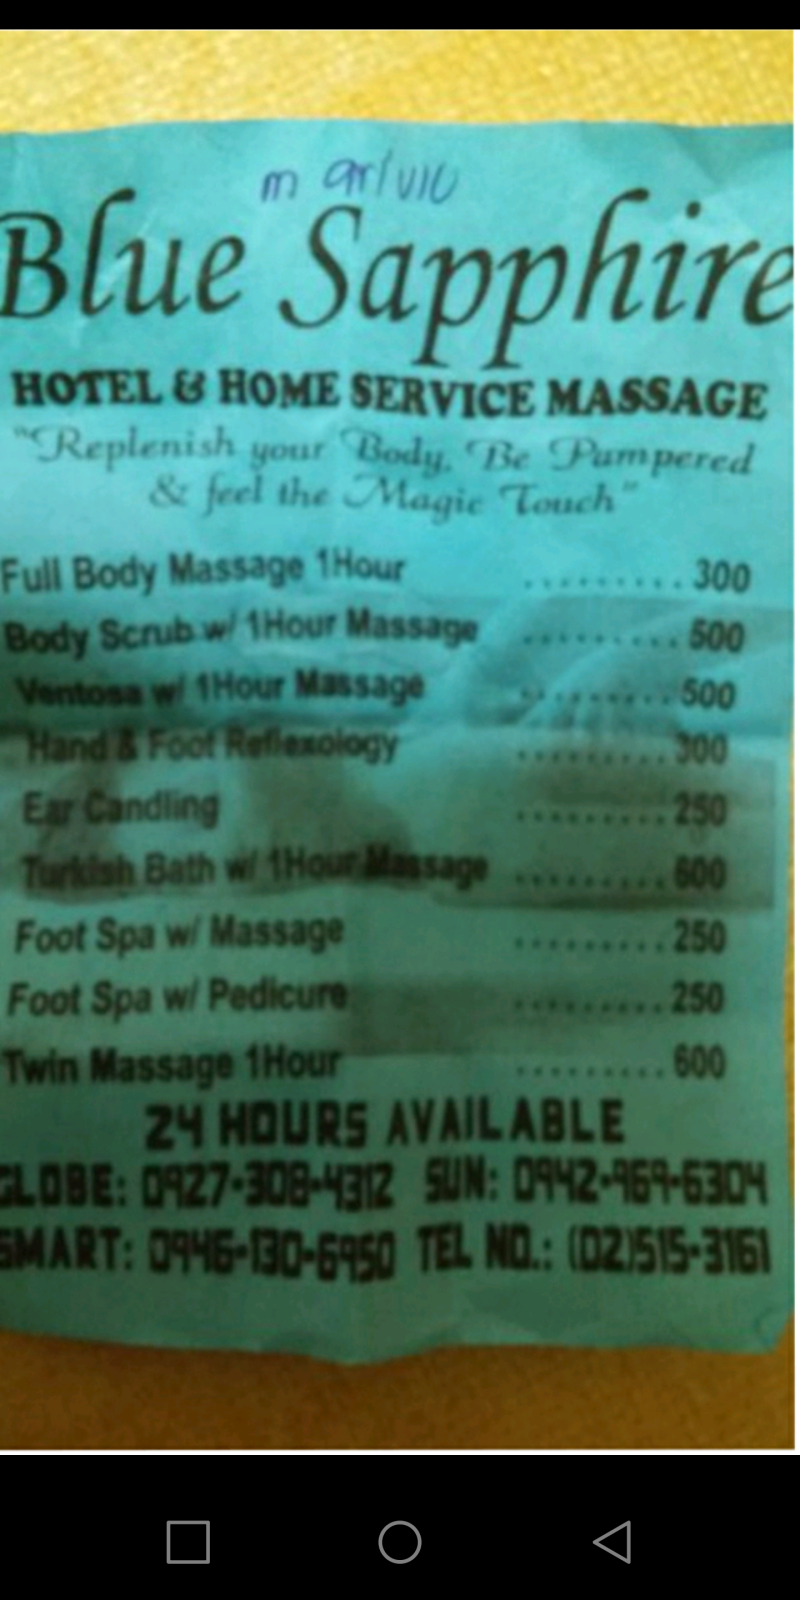 Blue Sapphire
HOTEL & HOME SERVICE MASSAGE
"Replenish your Body, Be Pampered
& feel the Magic Touch"
Full Body Massage 1Hour ......... 300
Body Scrub w/ 1Hour Massage ......... 500
Ventosa w/ 1Hour Massage ......... 500
Hand & Foot Reflexology ......... 300
Ear Candling ......... 250
Turkish Bath w/ 1Hour Massage ......... 600
Foot Spa w/ Massage ......... 250
Foot Spa w/ Pedicure ......... 250
Twin Massage 1Hour ......... 600
24 HOURS AVAILABLE
GLOBE: 0927-308-4312 SUN: 0942-969-6304
SMART: 0946-130-6950 TEL NO.: (02)515-3161